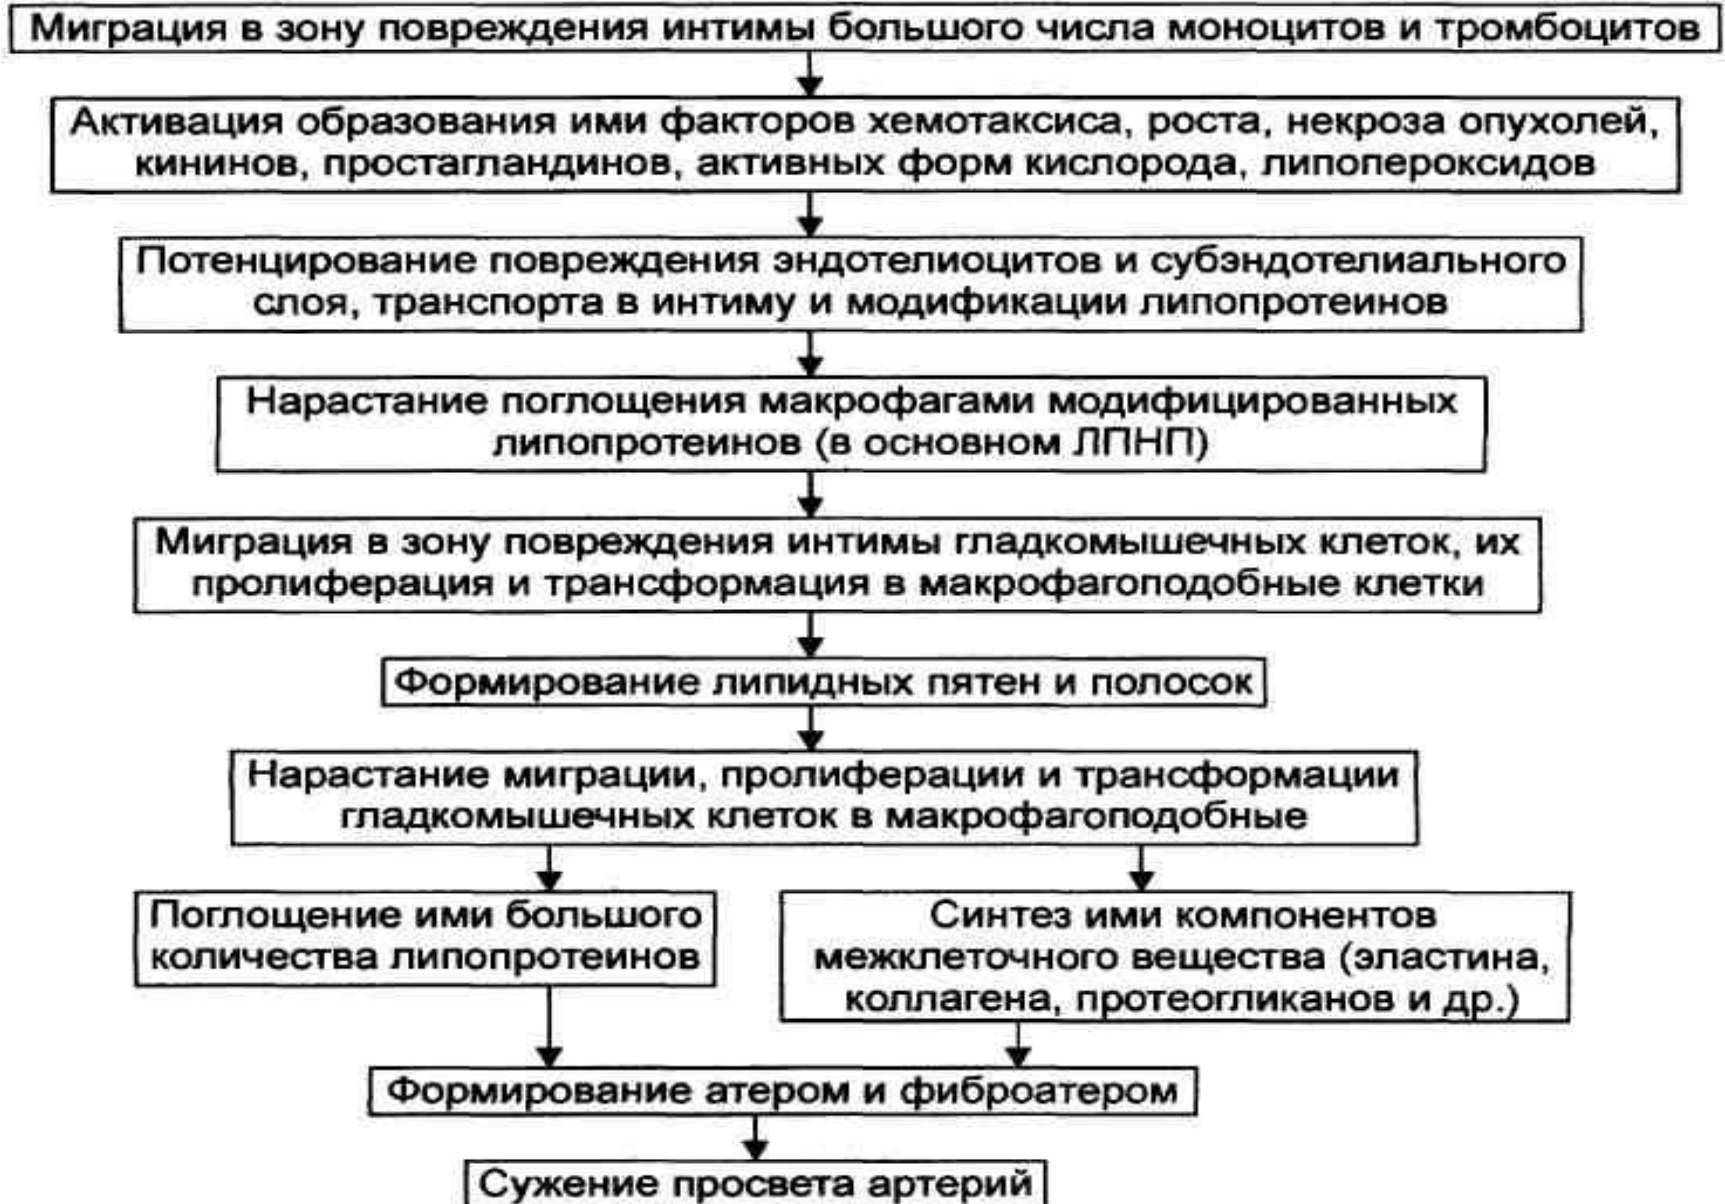 Миграция в зону повреждения интимы большого числа моноцитов и тромбоцитов
Активация образования ими факторов хемотаксиса, роста, некроза опухолей,
кининов, простагландинов, активных форм кислорода, липопероксидов
Потенцирование повреждения эндотелиоцитов и субэндотелиального
слоя, транспорта в интиму и модификации липопротеинов
Нарастание поглощения макрофагами модифицированных
липопротеинов (в основном ЛПНП)
Миграция в зону повреждения интимы гладкомышечных клеток, их
пролиферация и трансформация в макрофагоподобные клетки
Формирование липидных пятен и полосок
Нарастание миграции, пролиферации и трансформации
гладкомышечных клеток в макрофагоподобные
Поглощение ими большого
количества липопротеинов
Синтез ими компонентов
межклеточного вещества (эластина,
коллагена, протеогликанов и др.)
Формирование атером и фиброатером
Сужение просвета артерий